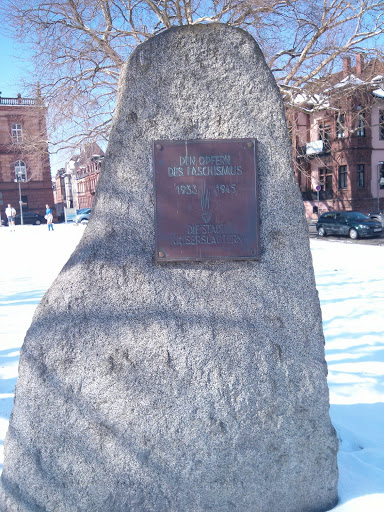 DEN OPFERN
DES FASCHISMUS
1933 1945
DIE STADT
KAISERSLAUTERN